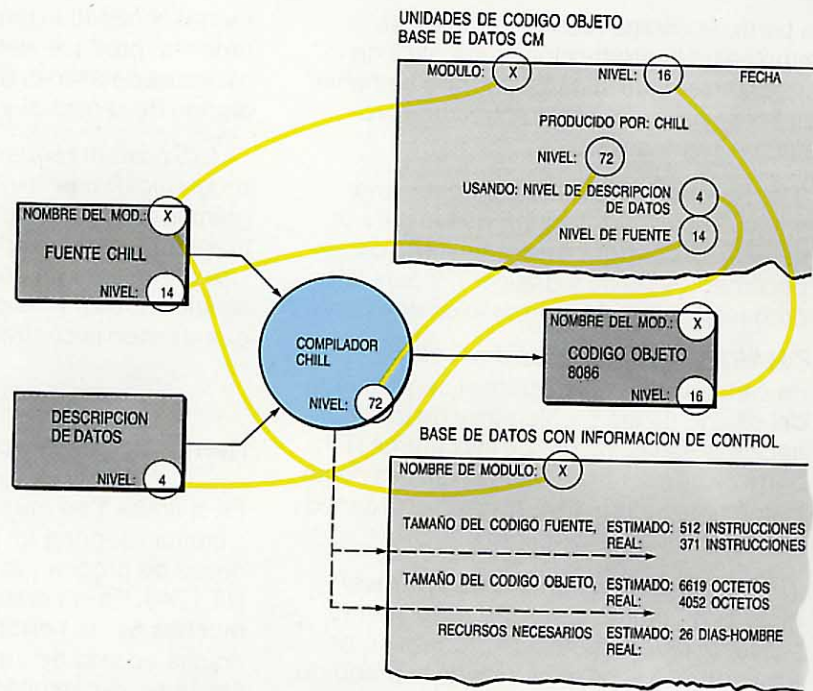 UNIDADES DE CODIGO OBJETO
BASE DE DATOS CM
MODULO: X NIVEL: 16 FECHA
PRODUCIDO POR: CHILL
NIVEL: 72
USANDO: NIVEL DE DESCRIPCION
DE DATOS 4
NIVEL DE FUENTE 14
NOMBRE DEL MOD.: X
FUENTE CHILL
NIVEL: 14
COMPILADOR
CHILL
NIVEL: 72
NOMBRE DEL MOD.: X
CODIGO OBJETO
8086
NIVEL: 16
DESCRIPCION
DE DATOS
NIVEL: 4
BASE DE DATOS CON INFORMACION DE CONTROL
NOMBRE DE MODULO: X
TAMAÑO DEL CODIGO FUENTE, ESTIMADO: 512 INSTRUCCIONES
REAL: 371 INSTRUCCIONES
TAMAÑO DEL CODIGO OBJETO, ESTIMADO: 6619 OCTETOS
REAL: 4052 OCTETOS
RECURSOS NECESARIOS ESTIMADO: 26 DIAS-HOMBRE
REAL: